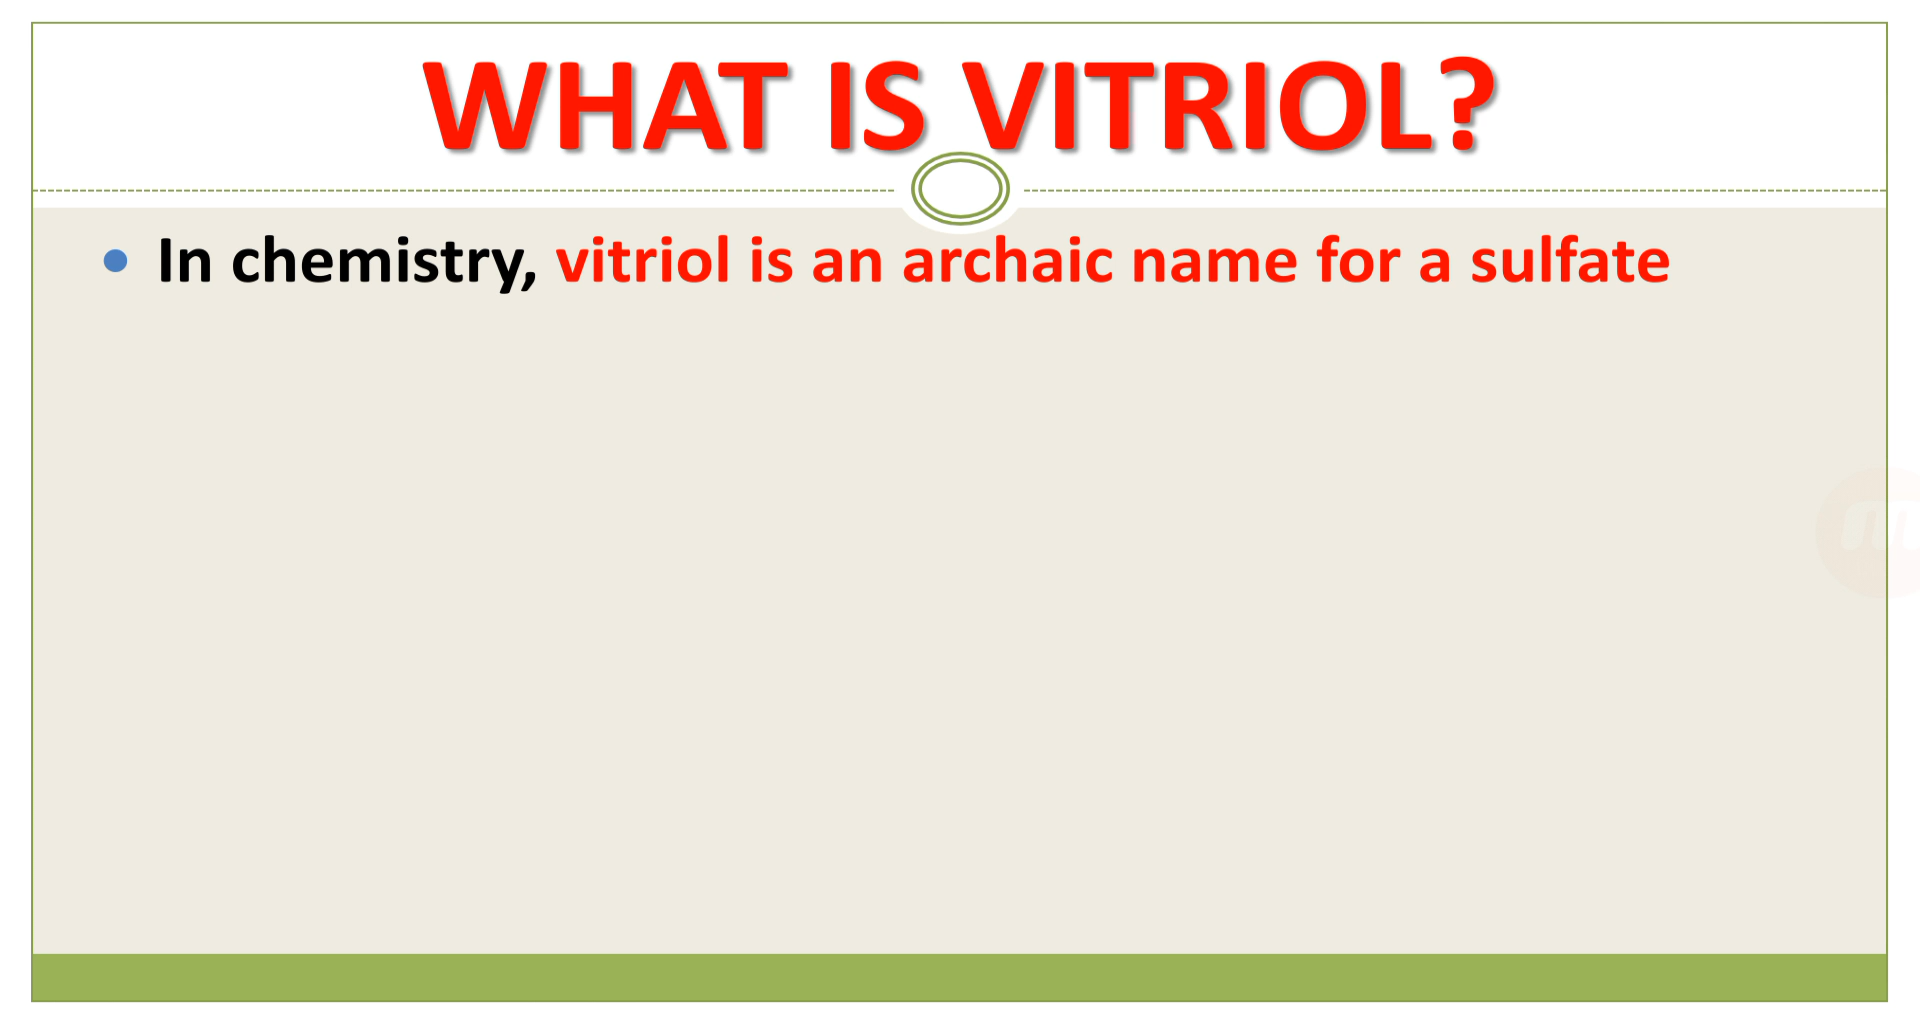 WHAT IS VITRIOL?
• In chemistry, vitriol is an archaic name for a sulfate